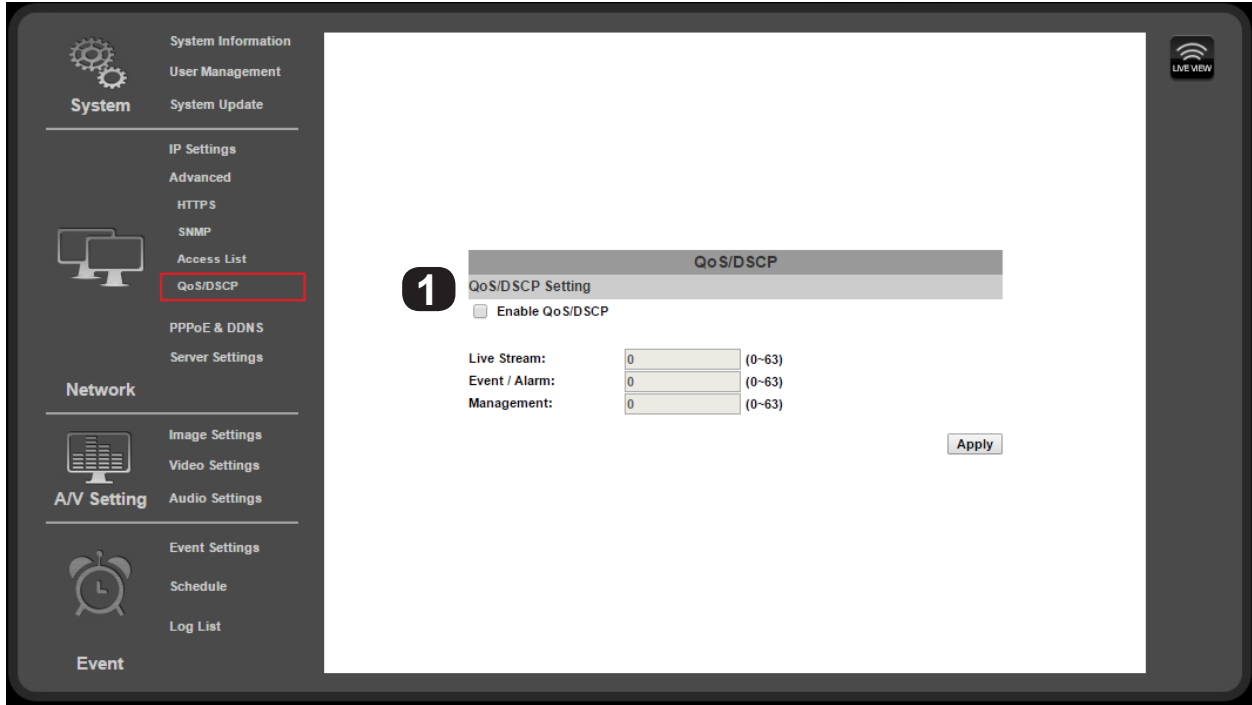 System Information
User Management
System
System Update
IP Settings
Advanced
HTTPS
SNMP
Access List
QoS/DSCP
PPPoE & DDNS
Server Settings
Network
Image Settings
Video Settings
A/V Setting
Audio Settings
Event Settings
Schedule
Log List
Event
1
QoS/DSCP
QoS/DSCP Setting
Enable QoS/DSCP
Live Stream: 0 (0~63)
Event / Alarm: 0 (0~63)
Management: 0 (0~63)
Apply
LIVE VIEW